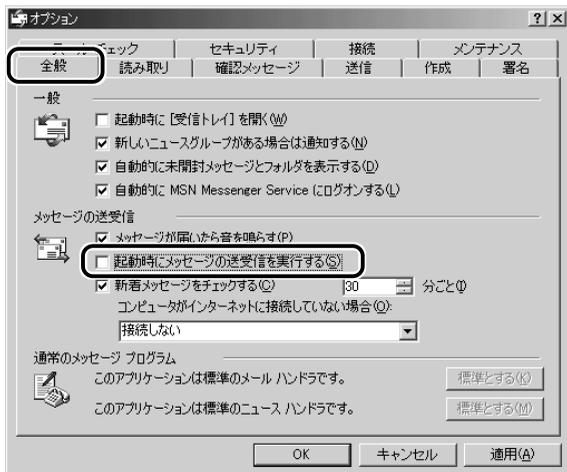 オプション
チェック セキュリティ 接続 メンテナンス
全般 読み取り 確認メッセージ 送信 作成 署名
一般
起動時に [受信トレイ] を開く(W)
新しいニュースグループがある場合は通知する(N)
自動的に未開封メッセージとフォルダを表示する(D)
自動的に MSN Messenger Service にログオンする(L)
メッセージの送受信
メッセージが届いたら音を鳴らす(P)
起動時にメッセージの送受信を実行する(S)
新着メッセージをチェックする(C) 30 分ごと(I)
コンピュータがインターネットに接続していない場合(O):
接続しない
通常のメッセージ プログラム
このアプリケーションは標準のメール ハンドラです。 標準とする(K)
このアプリケーションは標準のニュース ハンドラです。 標準とする(M)
OK キャンセル 適用(A)